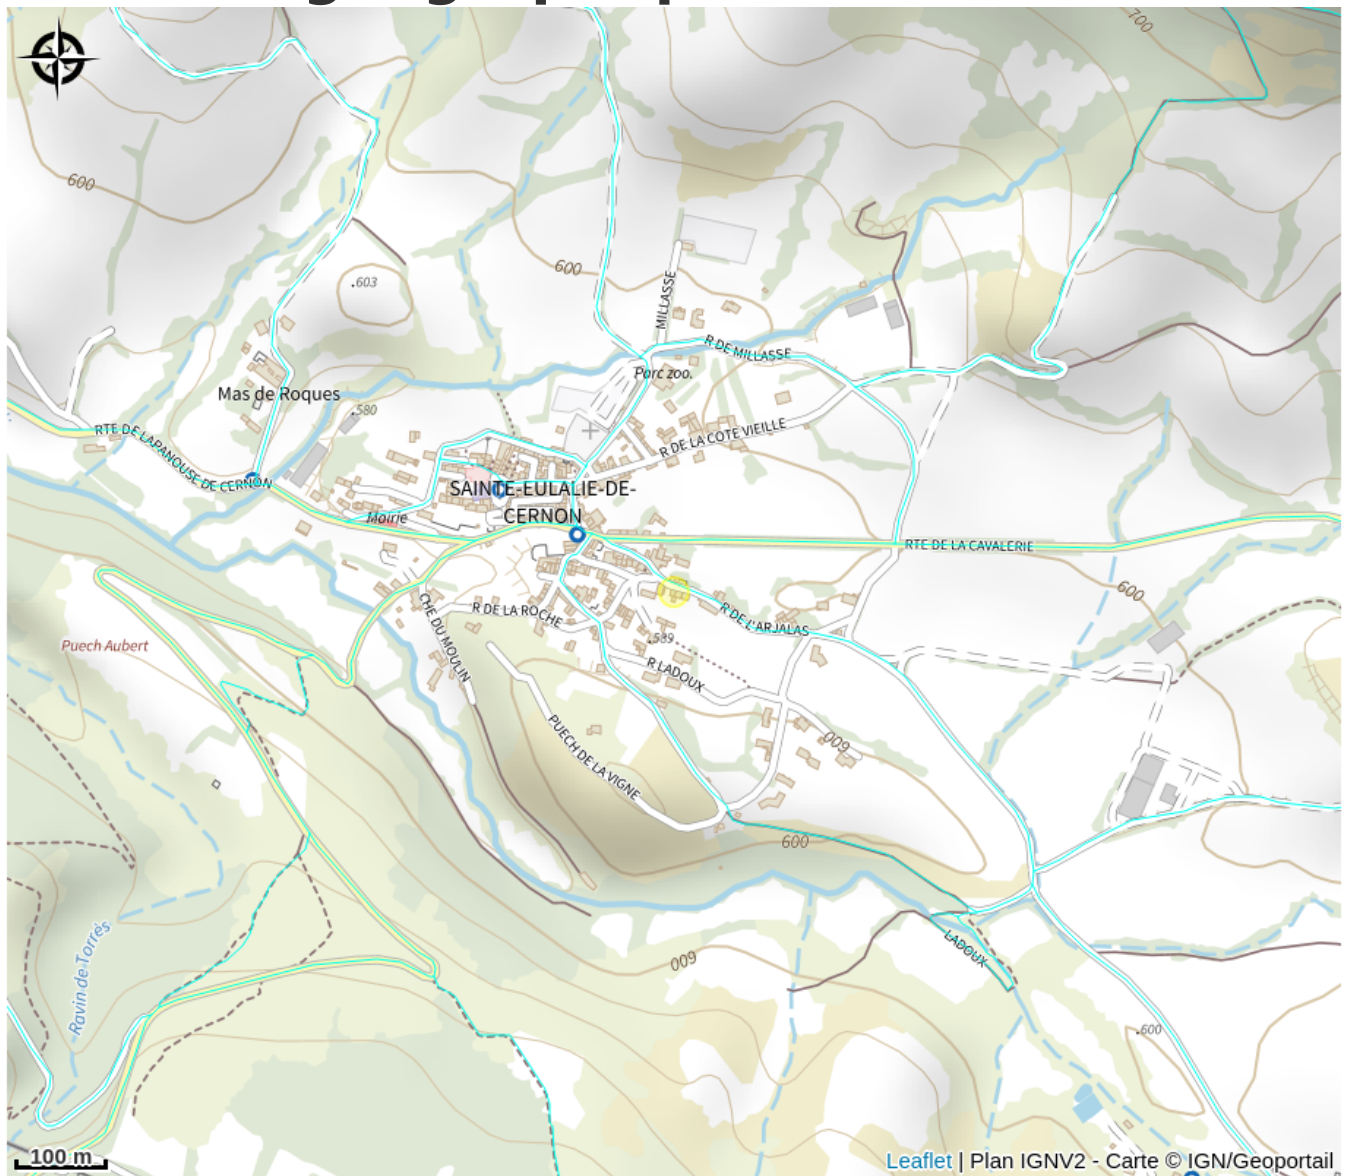 700
600
600
.603
MILLASSE
R DE MILLASSE
Parc zoo.
Mas de Roques
.580
RTE DE LAPANOUSE DE CERNON
R DE LA COTE VIEILLE
SAINTE-EULALIE-DE-
CERNON
Mairie
RTE DE LA CAVALERIE
600
CHE DU MOULIN
R DE LA ROCHE
R DE L'ARJALAS
.589
Puech Aubert
R LADOUX
PUECH DE LA VIGNE
600
600
600
LADOUX
Ravin de Torrés
.600
100 m
Leaflet | Plan IGNV2 - Carte © IGN/Geoportail